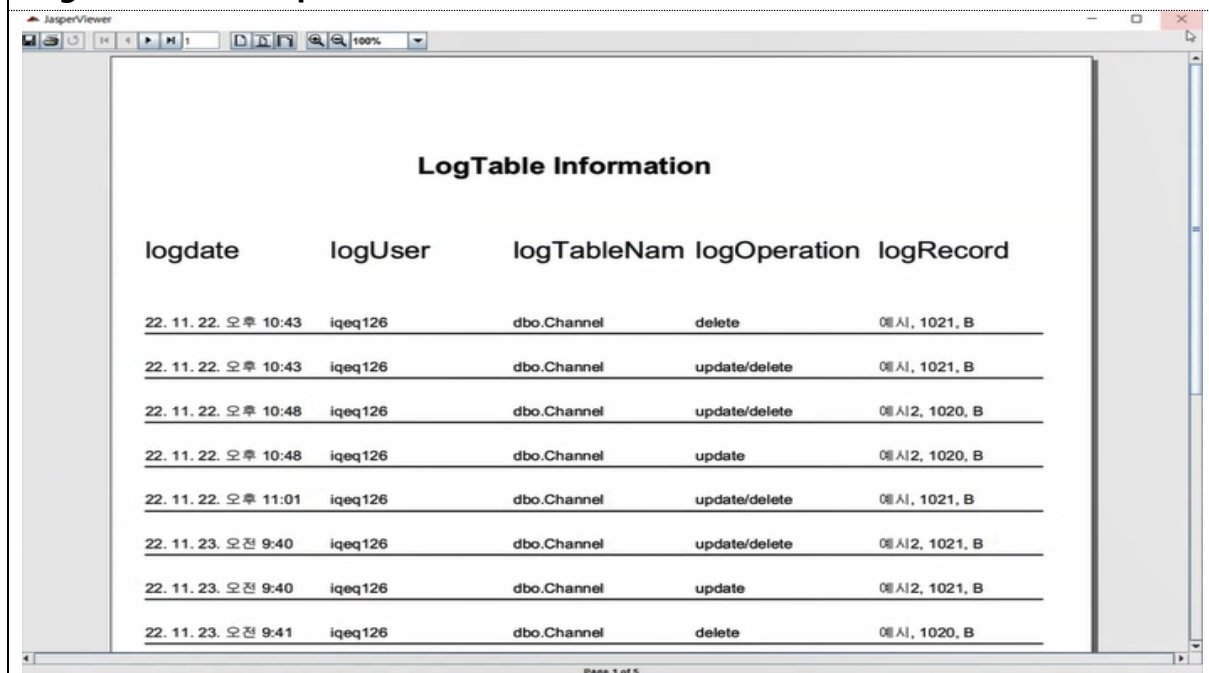 JasperViewer
1 100%
LogTable Information
logdate logUser logTableNam logOperation logRecord
22. 11. 22. 오후 10:43 iqeq126 dbo.Channel delete 예시, 1021, B
22. 11. 22. 오후 10:43 iqeq126 dbo.Channel update/delete 예시, 1021, B
22. 11. 22. 오후 10:48 iqeq126 dbo.Channel update/delete 예시2, 1020, B
22. 11. 22. 오후 10:48 iqeq126 dbo.Channel update 예시2, 1020, B
22. 11. 22. 오후 11:01 iqeq126 dbo.Channel update/delete 예시, 1021, B
22. 11. 23. 오전 9:40 iqeq126 dbo.Channel update/delete 예시2, 1021, B
22. 11. 23. 오전 9:40 iqeq126 dbo.Channel update 예시2, 1021, B
22. 11. 23. 오전 9:41 iqeq126 dbo.Channel delete 예시, 1020, B
Page 1 of 5